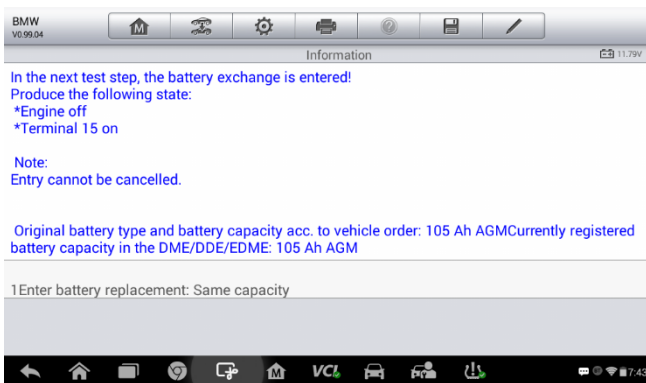 BMW
V0.99.04
M
Information
11.79V
In the next test step, the battery exchange is entered!
Produce the following state:
*Engine off
*Terminal 15 on
Note:
Entry cannot be cancelled.
Original battery type and battery capacity acc. to vehicle order: 105 Ah AGMCurrently registered
battery capacity in the DME/DDE/EDME: 105 Ah AGM
1Enter battery replacement: Same capacity
M
VCI
7:43